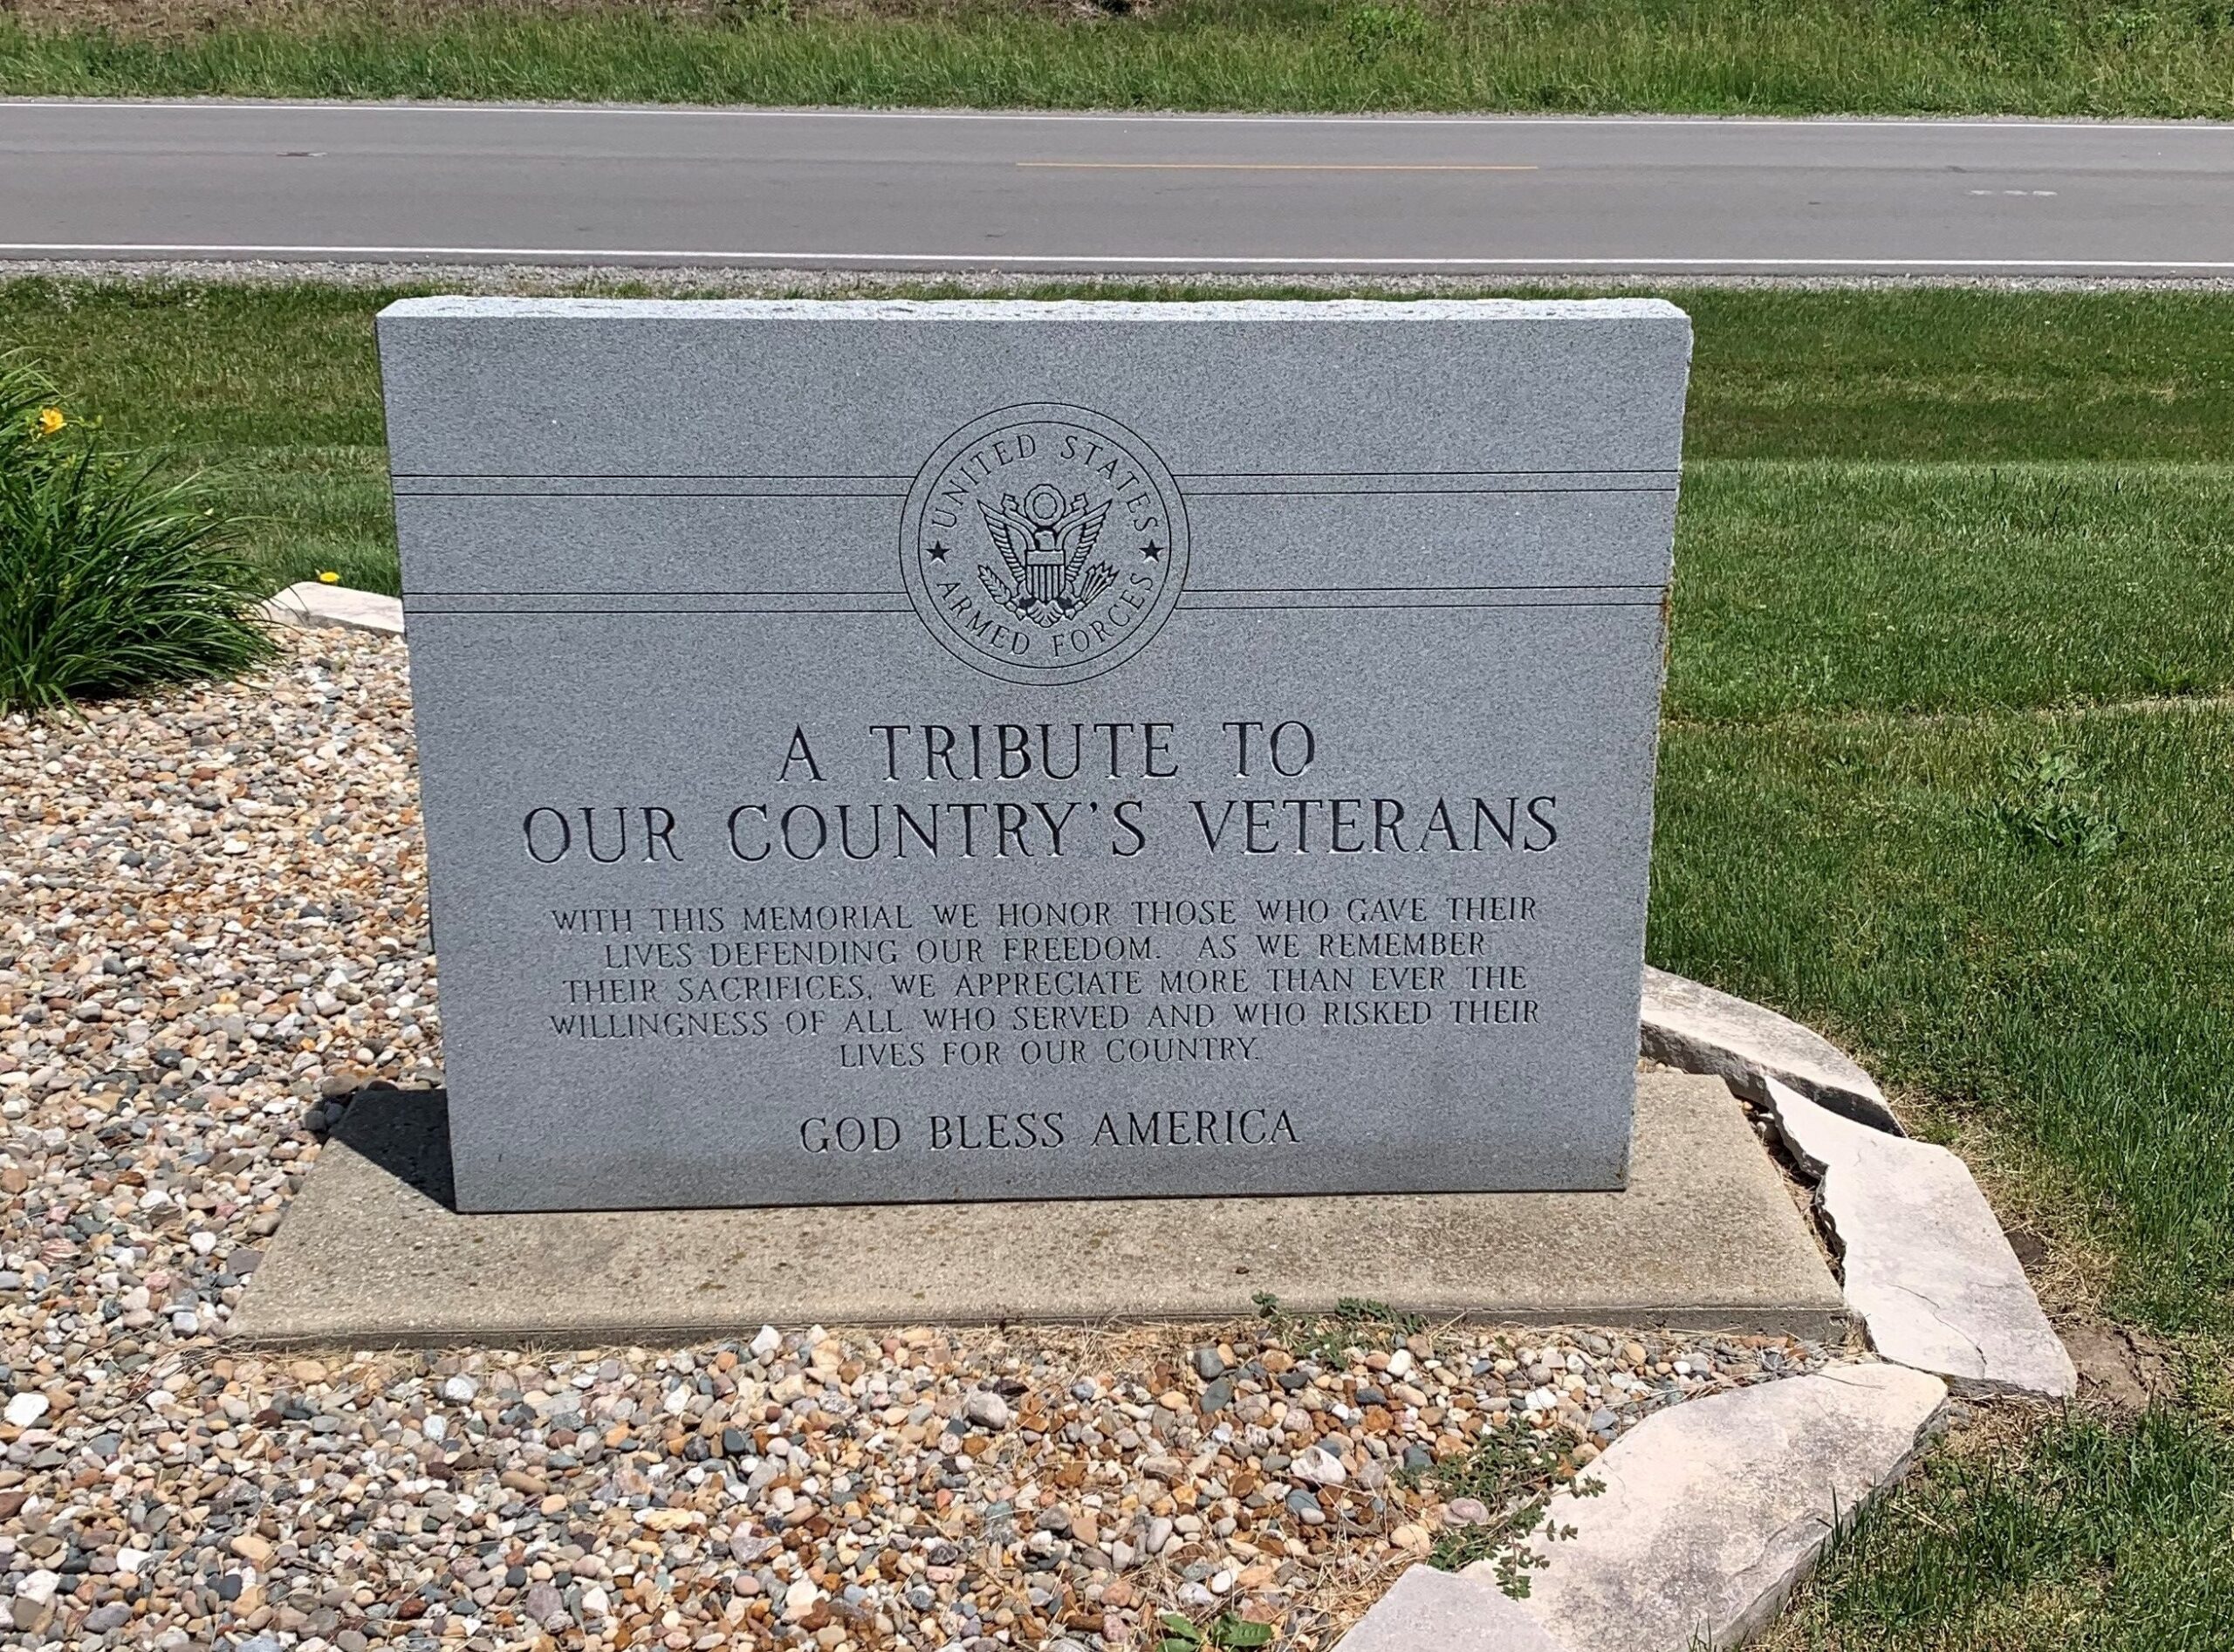 UNITED STATES
ARMED FORCES
A TRIBUTE TO
OUR COUNTRY'S VETERANS
WITH THIS MEMORIAL WE HONOR THOSE WHO GAVE THEIR
LIVES DEFENDING OUR FREEDOM. AS WE REMEMBER
THEIR SACRIFICES, WE APPRECIATE MORE THAN EVER THE
WILLINGNESS OF ALL WHO SERVED AND WHO RISKED THEIR
LIVES FOR OUR COUNTRY.
GOD BLESS AMERICA